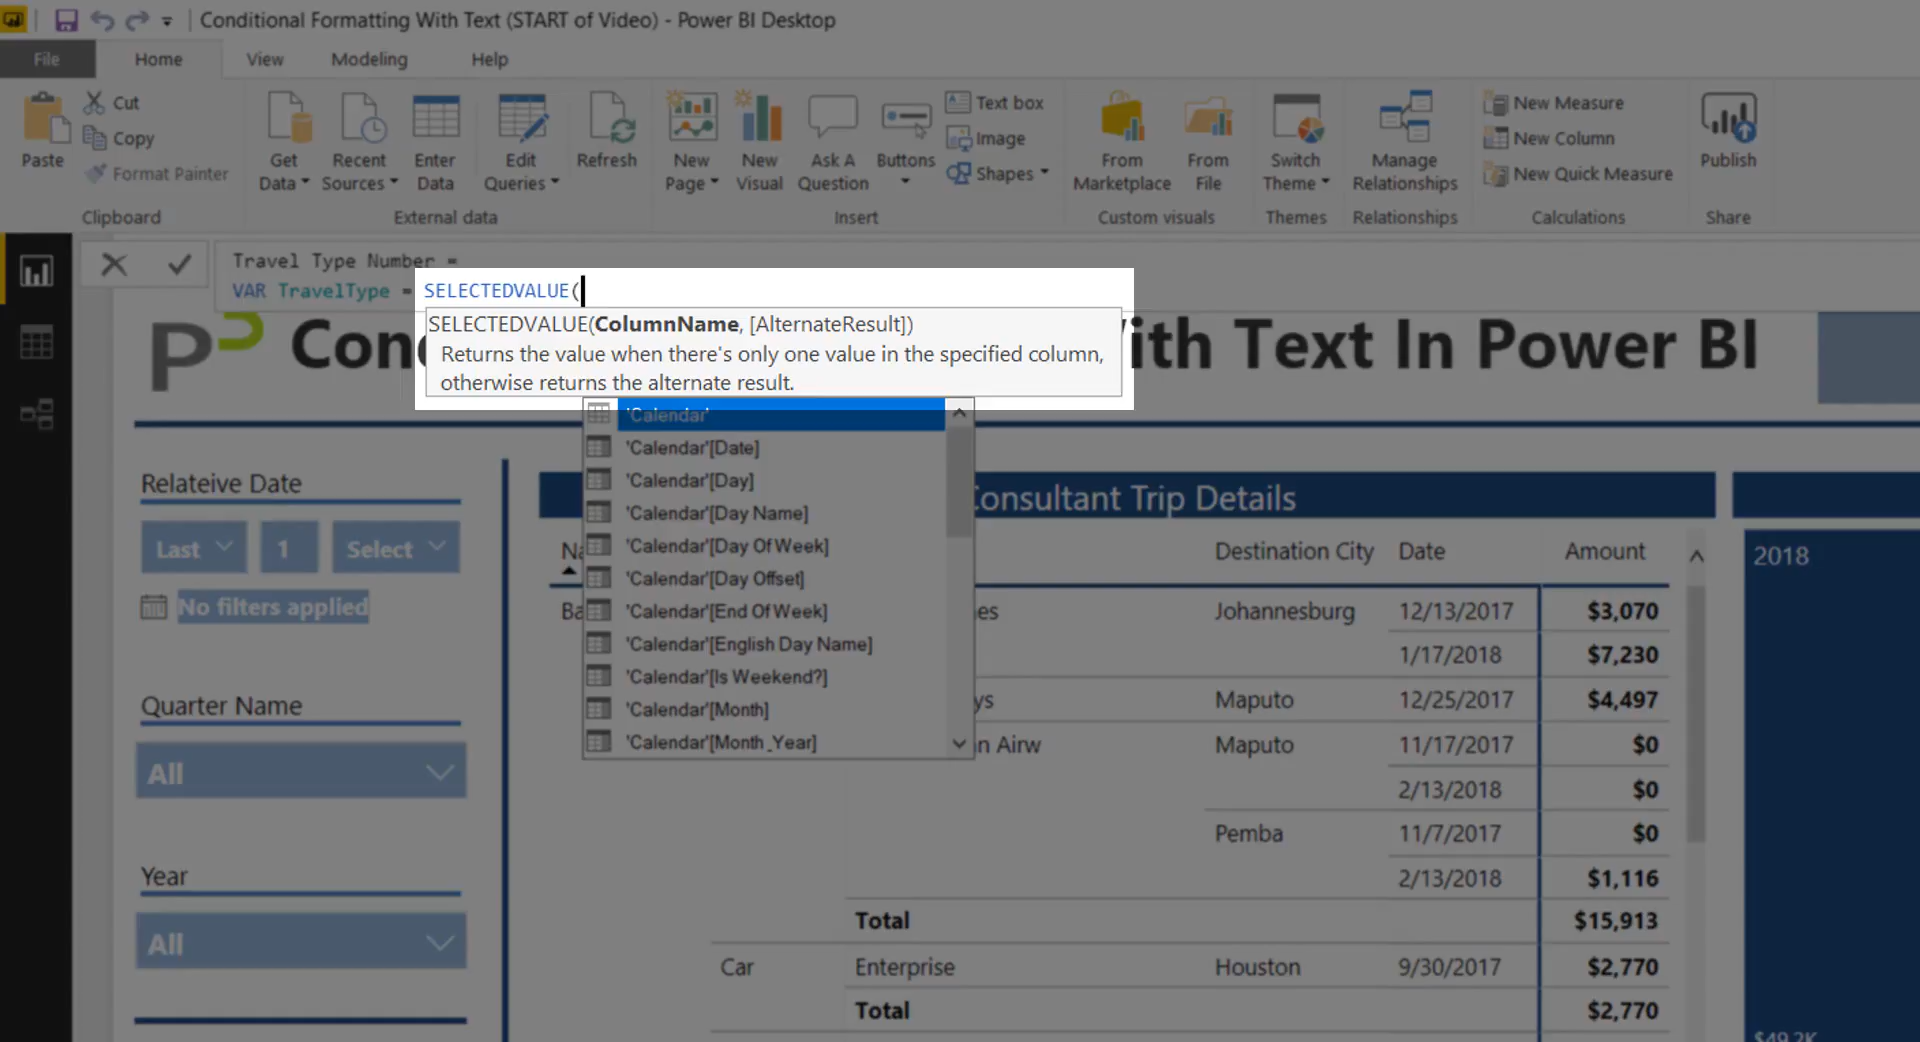 Conditional Formatting With Text (START of Video) - Power BI Desktop
File Home View Modeling Help
Paste
Cut
Copy
Format Painter
Get Data
Recent Sources
Enter Data
Edit Queries
Refresh
New Page
New Visual
Ask A Question
Buttons
Text box
Image
Shapes
From Marketplace
From File
Switch Theme
Manage Relationships
New Measure
New Column
New Quick Measure
Publish
Clipboard External data Insert Custom visuals Themes Relationships Calculations Share
Travel Type Number =
VAR TravelType = SELECTEDVALUE(
SELECTEDVALUE(ColumnName, [AlternateResult])
Returns the value when there's only one value in the specified column,
otherwise returns the alternate result.
Text In Power BI
'Calendar'
'Calendar'[Date]
'Calendar'[Day]
'Calendar'[Day Name]
'Calendar'[Day Of Week]
'Calendar'[Day Offset]
'Calendar'[End Of Week]
'Calendar'[English Day Name]
'Calendar'[Is Weekend?]
'Calendar'[Month]
'Calendar'[Month_Year]
Relateive Date
Last 1 Select
No filters applied
Quarter Name
All
Year
All
Consultant Trip Details
Destination City Date Amount
Johannesburg 12/13/2017 $3,070
1/17/2018 $7,230
Maputo 12/25/2017 $4,497
Maputo 11/17/2017 $0
2/13/2018 $0
Pemba 11/7/2017 $0
2/13/2018 $1,116
Total $15,913
Car Enterprise Houston 9/30/2017 $2,770
Total $2,770
2018